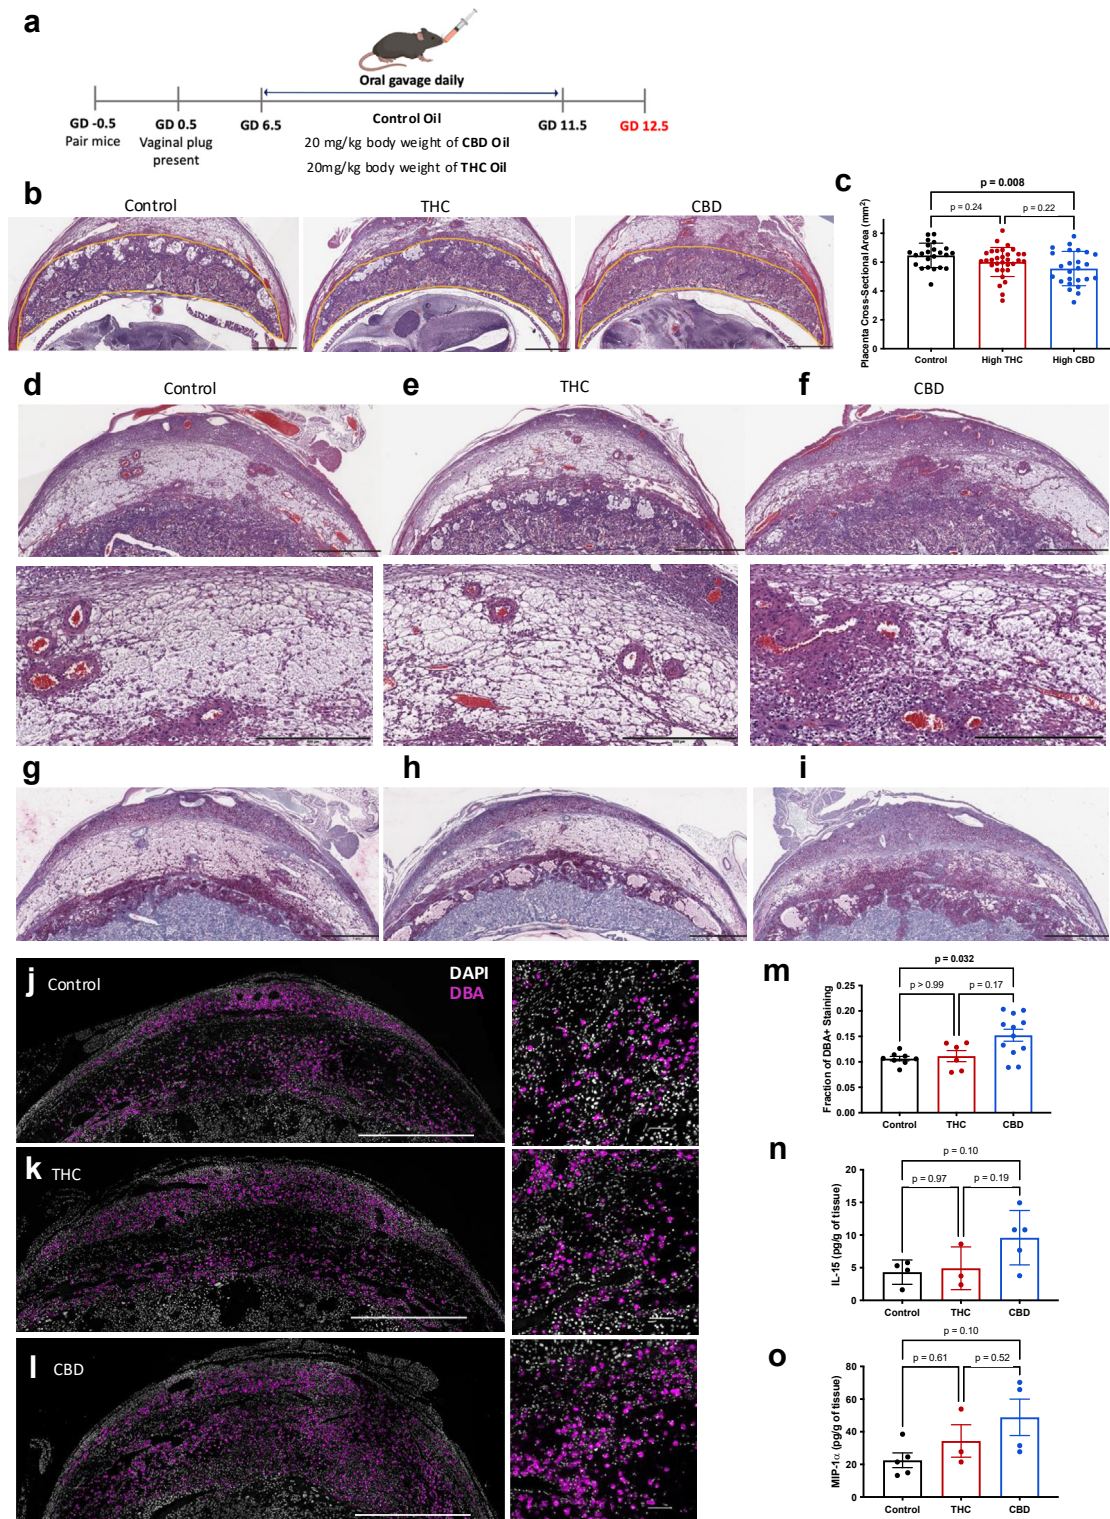 a
Oral gavage daily
GD -0.5
Pair mice
GD 0.5
Vaginal plug
present
GD 6.5
Control Oil
20 mg/kg body weight of CBD Oil
20mg/kg body weight of THC Oil
GD 11.5
GD 12.5
b
Control
THC
CBD
c
p = 0.008
p = 0.24
p = 0.22
Placenta Cross-Sectional Area (mm²)
8
6
4
2
0
Control
High THC
High CBD
d
Control
e
THC
f
CBD
g
h
i
j
Control
DAPI
DBA
k
THC
l
CBD
m
p = 0.032
p > 0.99
p = 0.17
Fraction of DBA+ Staining
0.25
0.20
0.15
0.10
0.05
0.00
Control
THC
CBD
n
p = 0.10
p = 0.97
p = 0.19
IL-15 (pg/g of tissue)
20
15
10
5
0
Control
THC
CBD
o
p = 0.10
p = 0.61
p = 0.52
MIP-1α (pg/g of tissue)
80
60
40
20
0
Control
THC
CBD